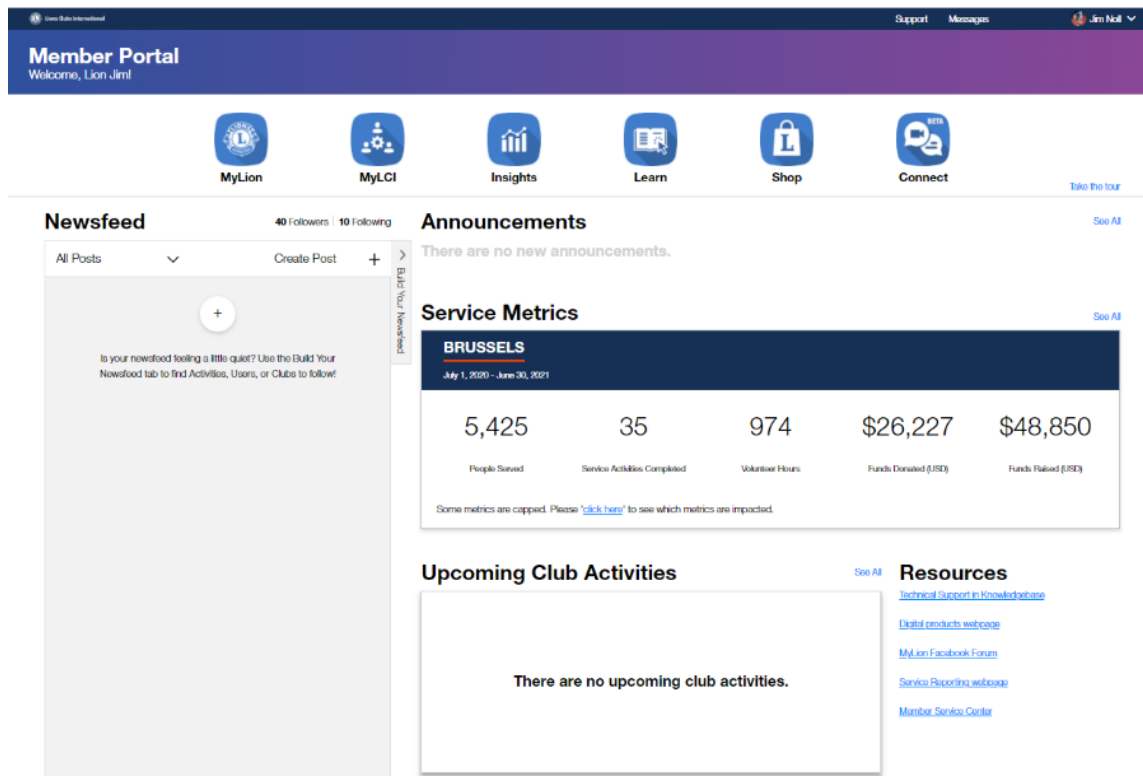 Lions Clubs International
Support Messages Jim Noll
Member Portal
Welcome, Lion Jim!
LIONS
L
BETA
L
MyLion MyLCI Insights Learn Shop Connect
Take the tour
Newsfeed 40 Followers 10 Following
All Posts Create Post +
Build Your Newsfeed
+
Is your newsfeed feeling a little quiet? Use the Build Your
Newsfeed tab to find Activities, Users, or Clubs to follow!
Announcements See All
There are no new announcements.
Service Metrics See All
BRUSSELS
July 1, 2020 - June 30, 2021
5,425 35 974 $26,227 $48,850
People Served Service Activities Completed Volunteer Hours Funds Donated (USD) Funds Raised (USD)
Some metrics are capped. Please 'click here' to see which metrics are impacted.
Upcoming Club Activities See All
There are no upcoming club activities.
Resources
Technical Support in Knowledgebase
Digital products webpage
MyLion Facebook Forum
Service Reporting webpage
Member Service Center